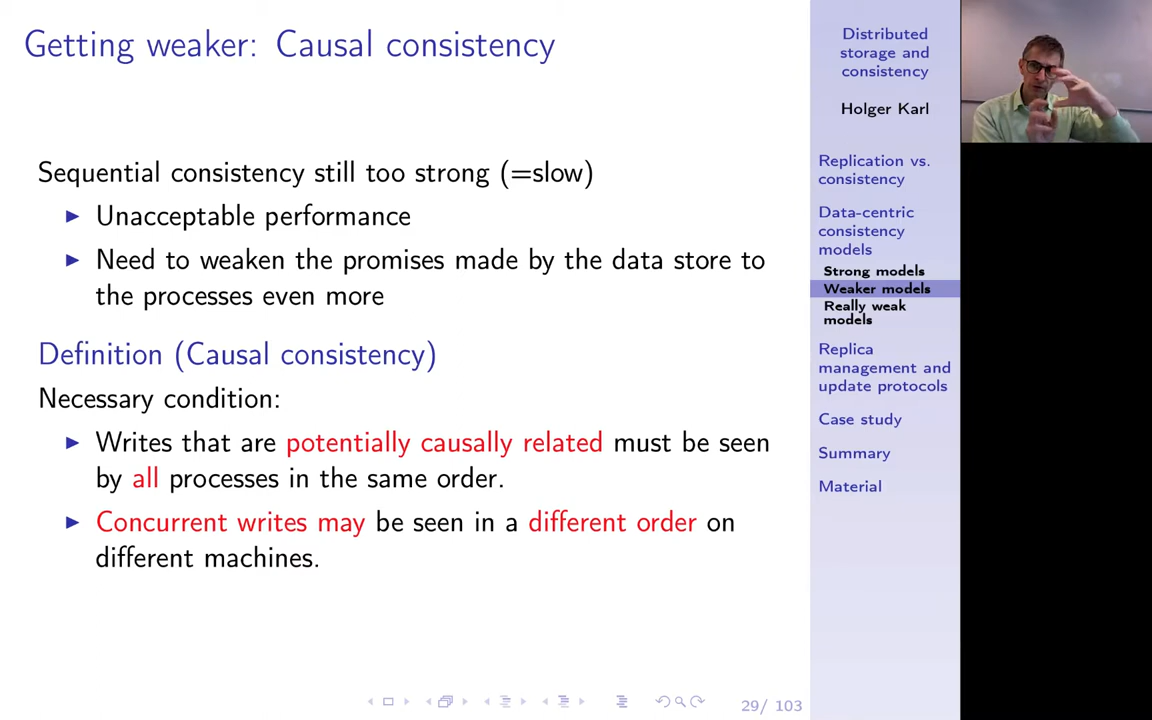 Getting weaker: Causal consistency
Sequential consistency still too strong (=slow)
Unacceptable performance
Need to weaken the promises made by the data store to
the processes even more
Definition (Causal consistency)
Necessary condition:
Writes that are potentially causally related must be seen
by all processes in the same order.
Concurrent writes may be seen in a different order on
different machines.
Distributed
storage and
consistency
Holger Karl
Replication vs.
consistency
Data-centric
consistency
models
Strong models
Weaker models
Really weak
models
Replica
management and
update protocols
Case study
Summary
Material
29/ 103